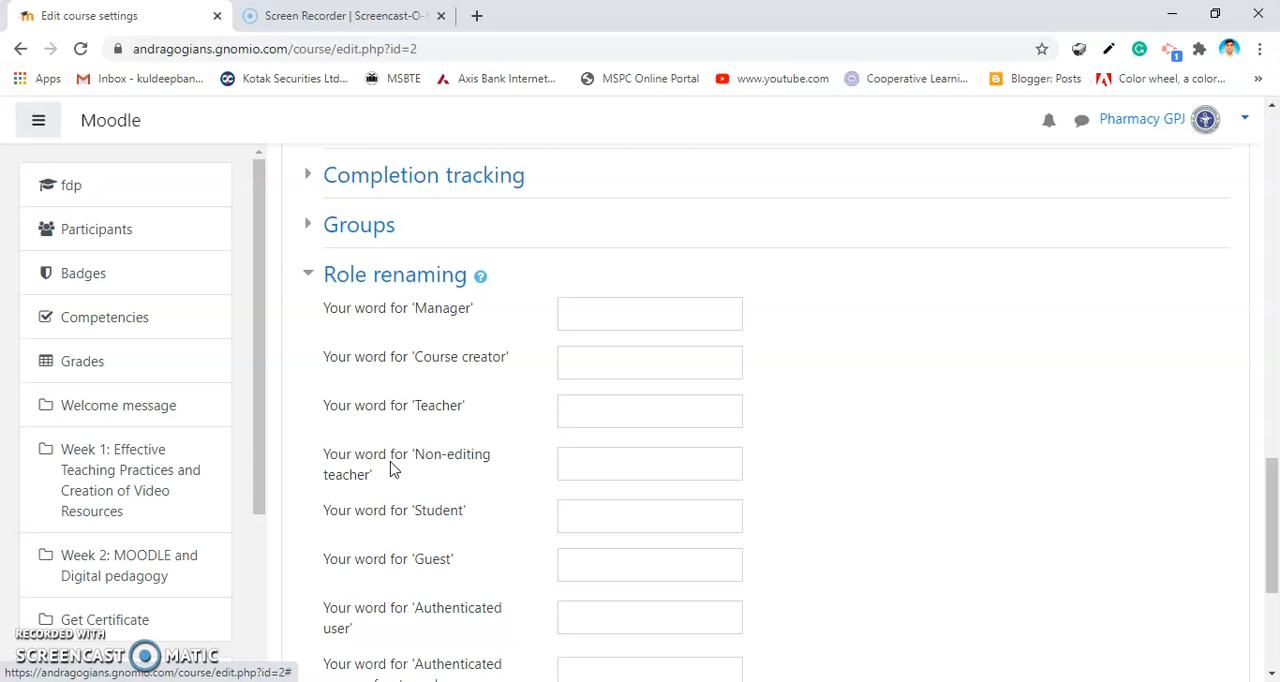 Edit course settings
Screen Recorder | Screencast-O-
andragogians.gnomio.com/course/edit.php?id=2
1
Apps
Inbox - kuldeepban...
Kotak Securities Ltd...
MSBTE
Axis Bank Internet...
MSPC Online Portal
www.youtube.com
Cooperative Learni...
Blogger: Posts
Color wheel, a color...
»
Moodle
Pharmacy GPJ
fdp
Participants
Badges
Competencies
Grades
Welcome message
Week 1: Effective
Teaching Practices and
Creation of Video
Resources
Week 2: MOODLE and
Digital pedagogy
Get Certificate
Completion tracking
Groups
Role renaming
Your word for 'Manager'
Your word for 'Course creator'
Your word for 'Teacher'
Your word for 'Non-editing
teacher'
Your word for 'Student'
Your word for 'Guest'
Your word for 'Authenticated
user'
Your word for 'Authenticated
RECORDED WITH
SCREENCAST MATIC
https://andragogians.gnomio.com/course/edit.php?id=2#